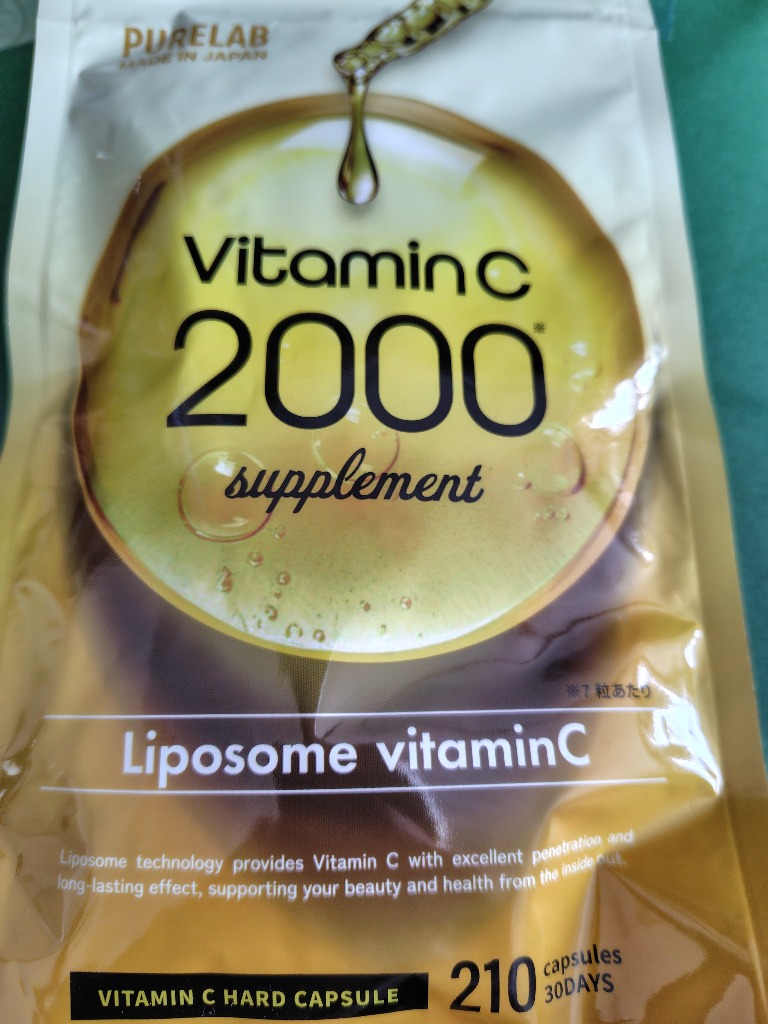 PURELAB
MADE IN JAPAN
Vitamin C
2000※
supplement
※7粒あたり
Liposome vitaminC
Liposome technology provides Vitamin C with excellent penetration and
long-lasting effect, supporting your beauty and health from the inside out.
VITAMIN C HARD CAPSULE
210 capsules
30DAYS